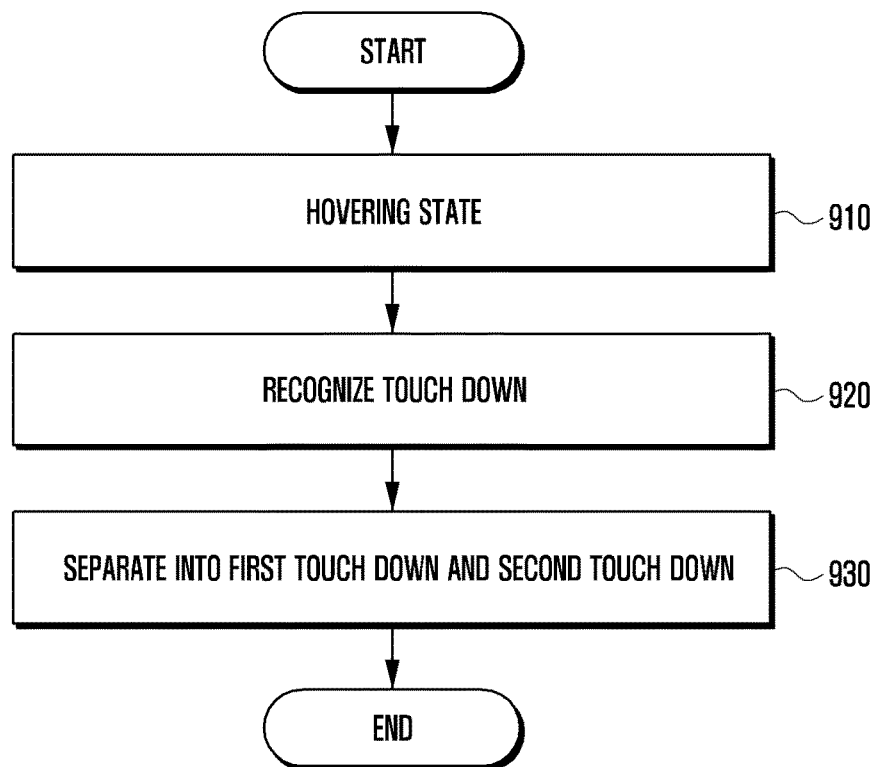 START
HOVERING STATE
910
RECOGNIZE TOUCH DOWN
920
SEPARATE INTO FIRST TOUCH DOWN AND SECOND TOUCH DOWN
930
END